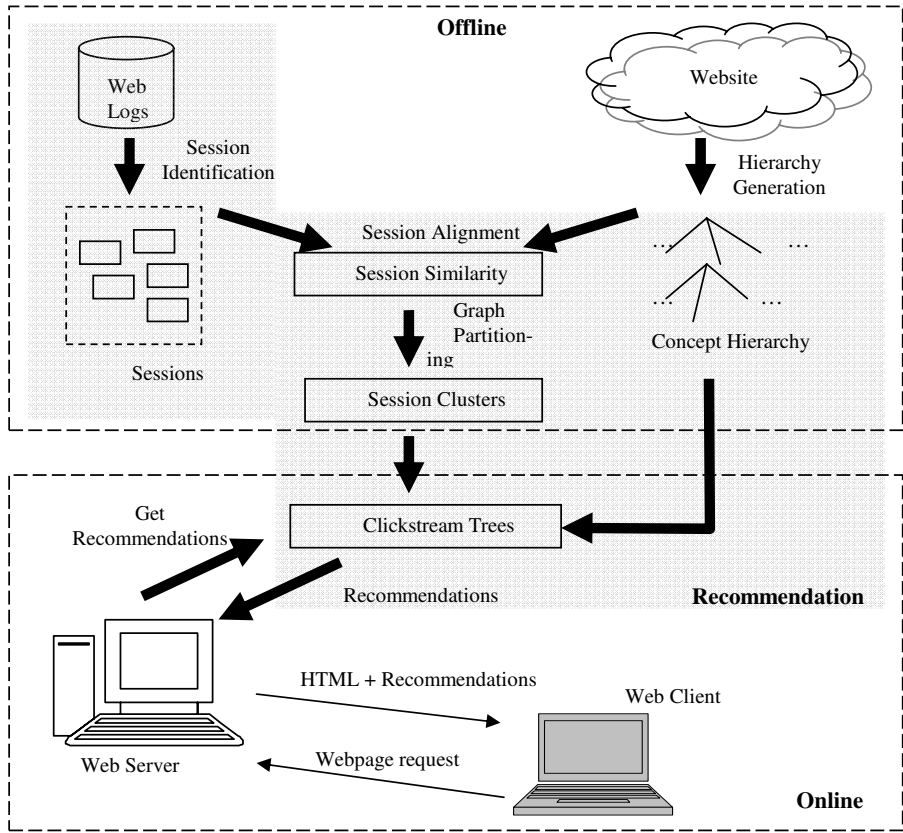 Offline
Web
Logs
Website
Session
Identification
Hierarchy
Generation
Session Alignment
Session Similarity
… …
… …
Graph
Partition-
ing
Concept Hierarchy
Sessions
Session Clusters
Get
Recommendations
Clickstream Trees
Recommendations
Recommendation
HTML + Recommendations
Web Client
Web Server
Webpage request
Online